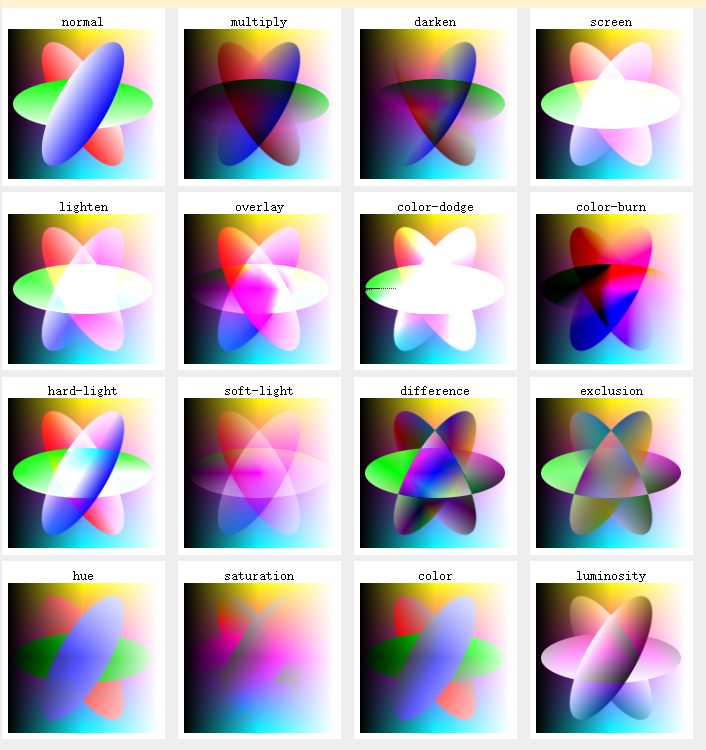 normal
multiply
darken
screen
lighten
overlay
color-dodge
color-burn
hard-light
soft-light
difference
exclusion
hue
saturation
color
luminosity